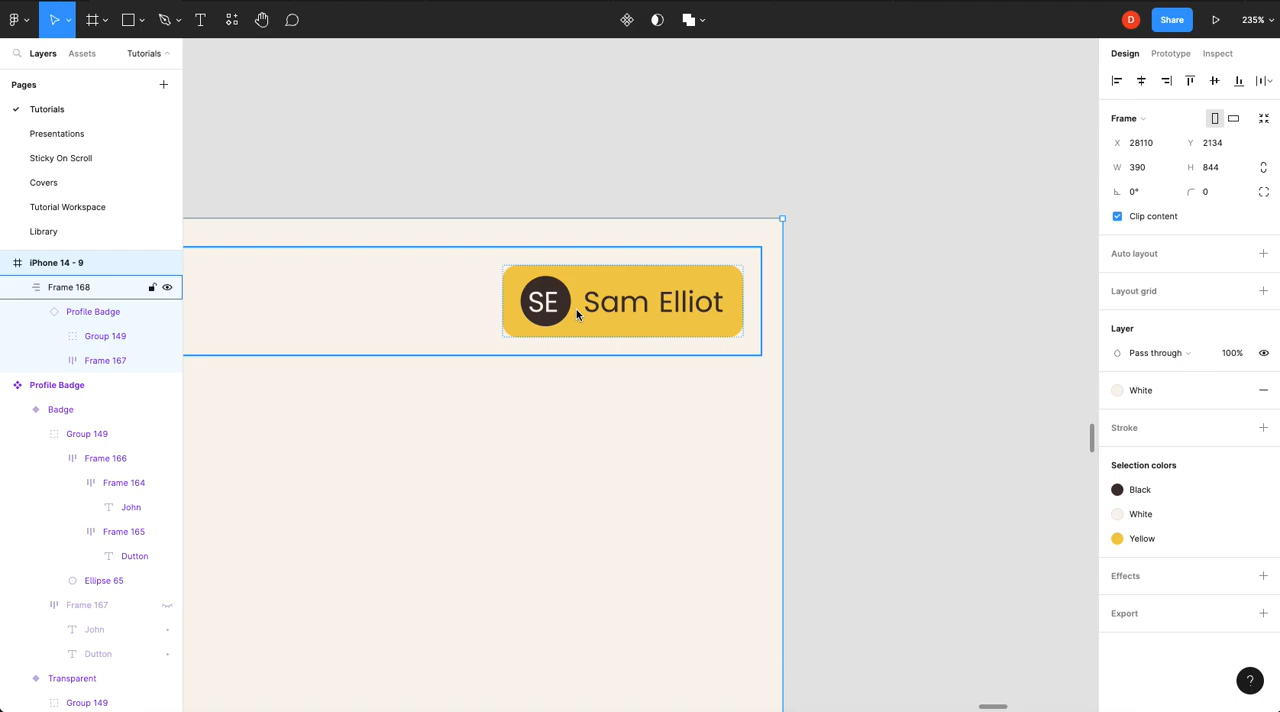 D
Share
235%
Layers
Assets
Tutorials
Design
Prototype
Inspect
Pages
Tutorials
Presentations
Sticky On Scroll
Covers
Tutorial Workspace
Library
iPhone 14 - 9
Frame 168
Profile Badge
Group 149
Frame 167
Profile Badge
Badge
Group 149
Frame 166
Frame 164
John
Frame 165
Dutton
Ellipse 65
Frame 167
John
Dutton
Transparent
Group 149
SE Sam Elliot
Frame
X 28110 Y 2134
W 390 H 844
0° 0
Clip content
Auto layout
Layout grid
Layer
Pass through 100%
White
Stroke
Selection colors
Black
White
Yellow
Effects
Export
?